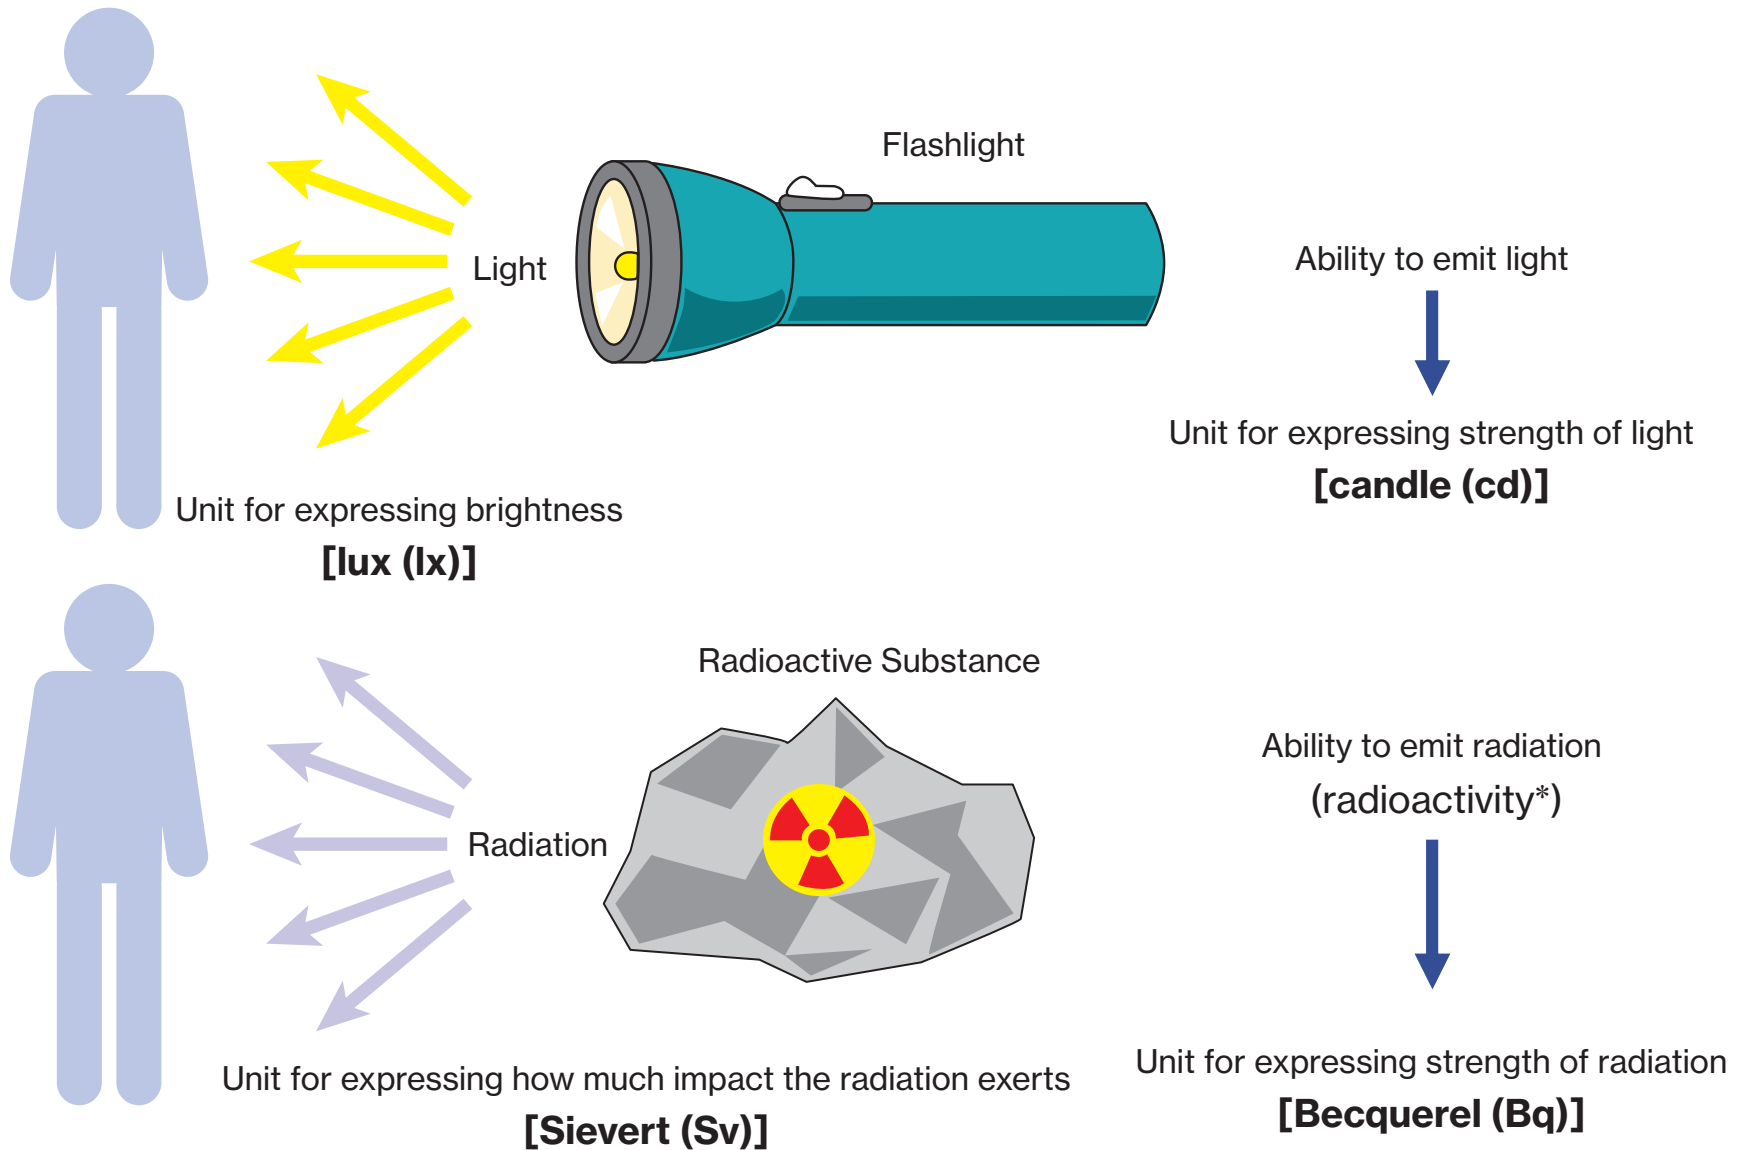 Flashlight
Light
Ability to emit light
Unit for expressing strength of light
[candle (cd)]
Unit for expressing brightness
[lux (lx)]
Radioactive Substance
Radiation
Ability to emit radiation
(radioactivity*)
Unit for expressing how much impact the radiation exerts
[Sievert (Sv)]
Unit for expressing strength of radiation
[Becquerel (Bq)]